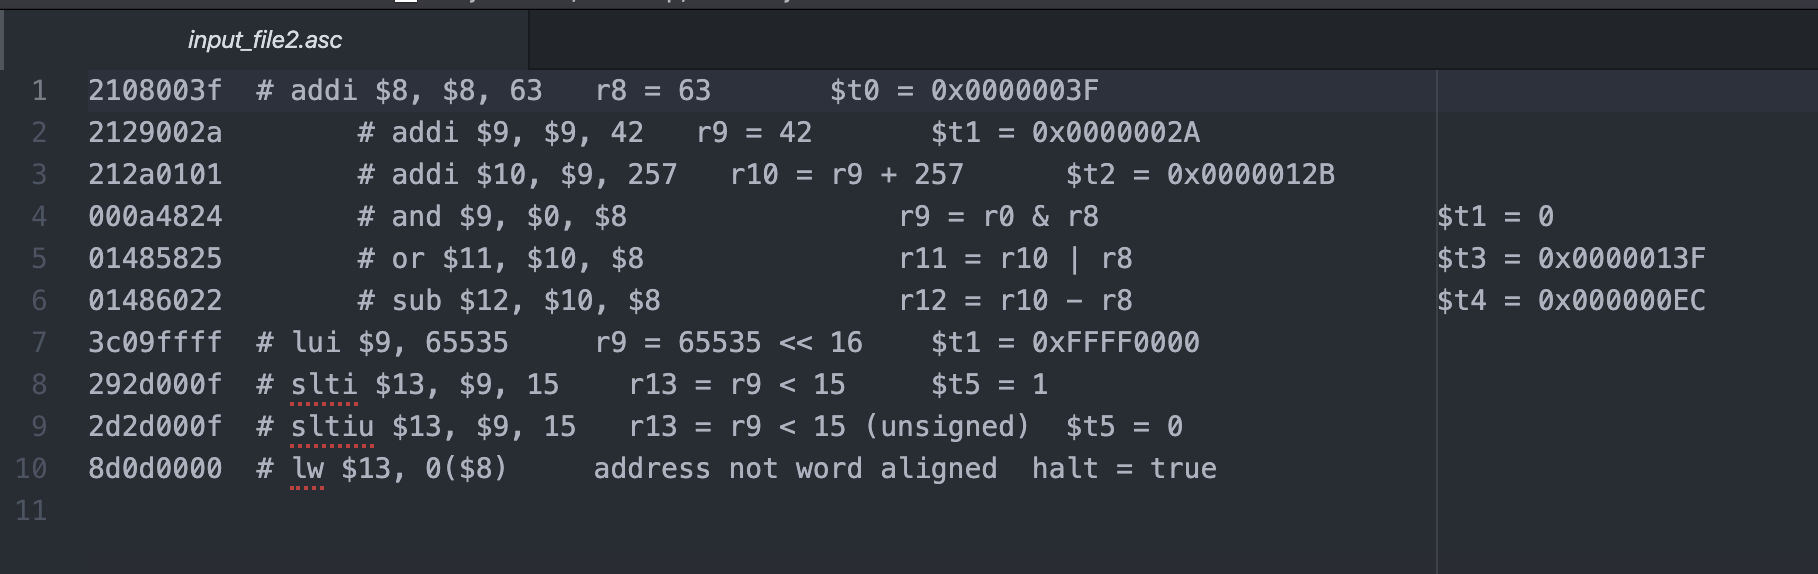 input_file2.asc
1 2108003f # addi $8, $8, 63 r8 = 63 $t0 = 0x0000003F
2 2129002a # addi $9, $9, 42 r9 = 42 $t1 = 0x0000002A
3 212a0101 # addi $10, $9, 257 r10 = r9 + 257 $t2 = 0x0000012B
4 000a4824 # and $9, $0, $8 r9 = r0 & r8 $t1 = 0
5 01485825 # or $11, $10, $8 r11 = r10 | r8 $t3 = 0x0000013F
6 01486022 # sub $12, $10, $8 r12 = r10 − r8 $t4 = 0x000000EC
7 3c09ffff # lui $9, 65535 r9 = 65535 << 16 $t1 = 0xFFFF0000
8 292d000f # slti $13, $9, 15 r13 = r9 < 15 $t5 = 1
9 2d2d000f # sltiu $13, $9, 15 r13 = r9 < 15 (unsigned) $t5 = 0
10 8d0d0000 # lw $13, 0($8) address not word aligned halt = true
11